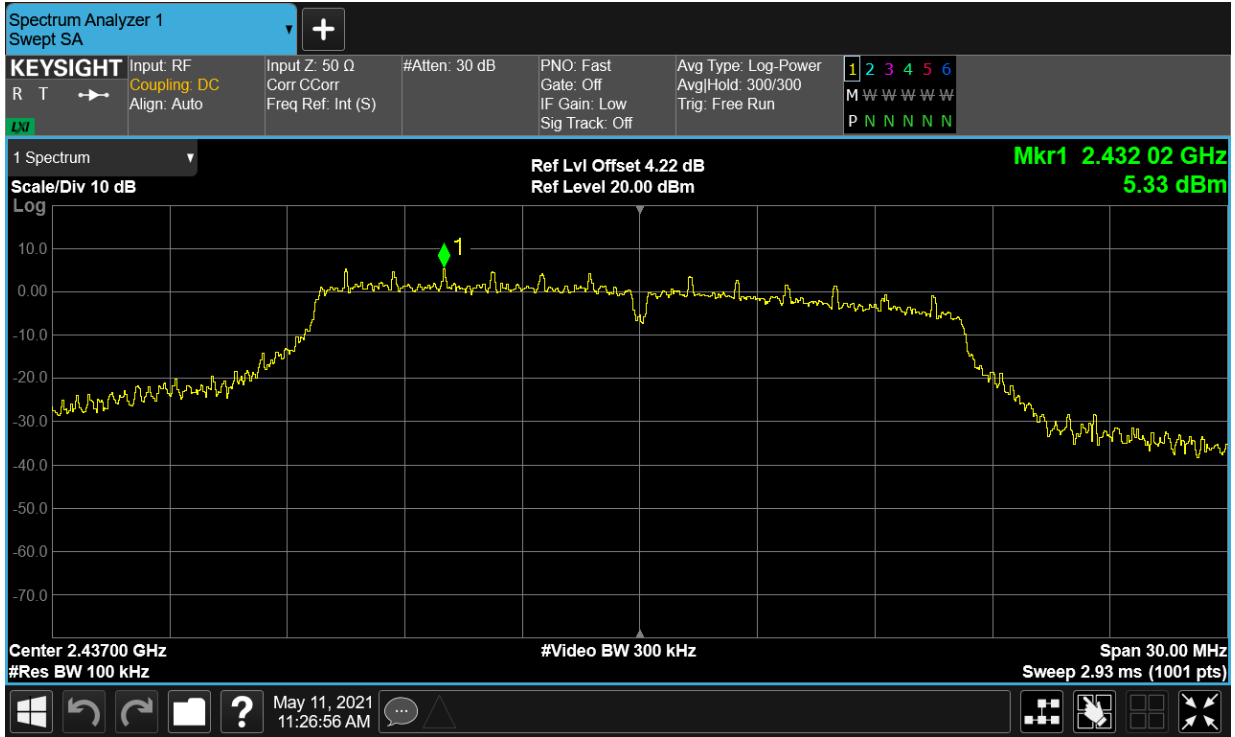 Spectrum Analyzer 1
Swept SA
▼
+
KEYSIGHT
R T
LXI
Input: RF
Coupling: DC
Align: Auto
Input Z: 50 Ω
Corr CCorr
Freq Ref: Int (S)
#Atten: 30 dB
PNO: Fast
Gate: Off
IF Gain: Low
Sig Track: Off
Avg Type: Log-Power
Avg|Hold: 300/300
Trig: Free Run
1 2 3 4 5 6
M W W W W W
P N N N N N
1 Spectrum ▼
Scale/Div 10 dB
Log
Ref Lvl Offset 4.22 dB
Ref Level 20.00 dBm
Mkr1 2.432 02 GHz
5.33 dBm
1
10.0
0.00
-10.0
-20.0
-30.0
-40.0
-50.0
-60.0
-70.0
Center 2.43700 GHz
#Video BW 300 kHz
Span 30.00 MHz
#Res BW 100 kHz
Sweep 2.93 ms (1001 pts)
?
May 11, 2021
11:26:56 AM